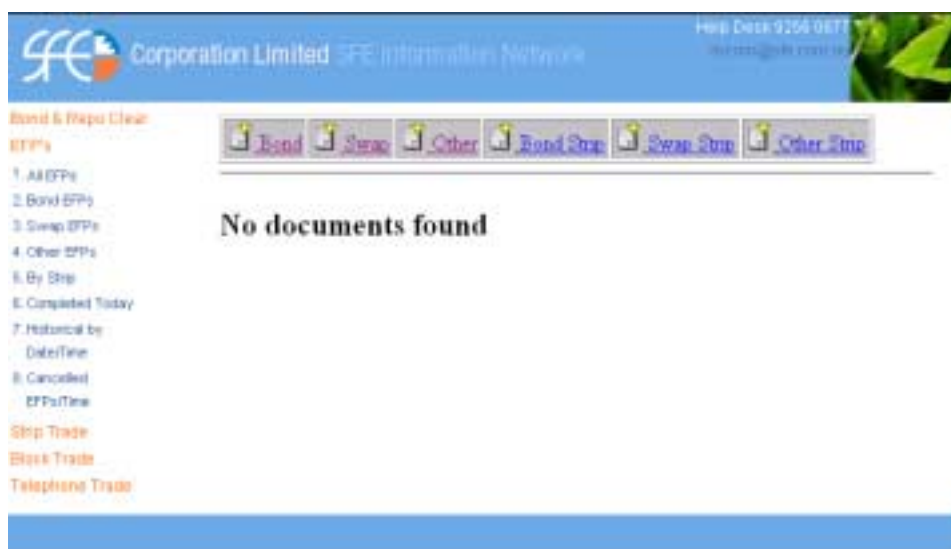 SFE Corporation Limited SFE Information Network
Help Desk 9256 0677
Bond & Repo Clear
EFP's
1. All EFPs
2. Bond EFPs
3. Swap EFPs
4. Other EFPs
5. By Strip
6. Completed Today
7. Historical by
Date/Time
8. Cancelled
EFPs/Time
Strip Trade
Block Trade
Telephone Trade
Bond Swap Other Bond Strip Swap Strip Other Strip
No documents found